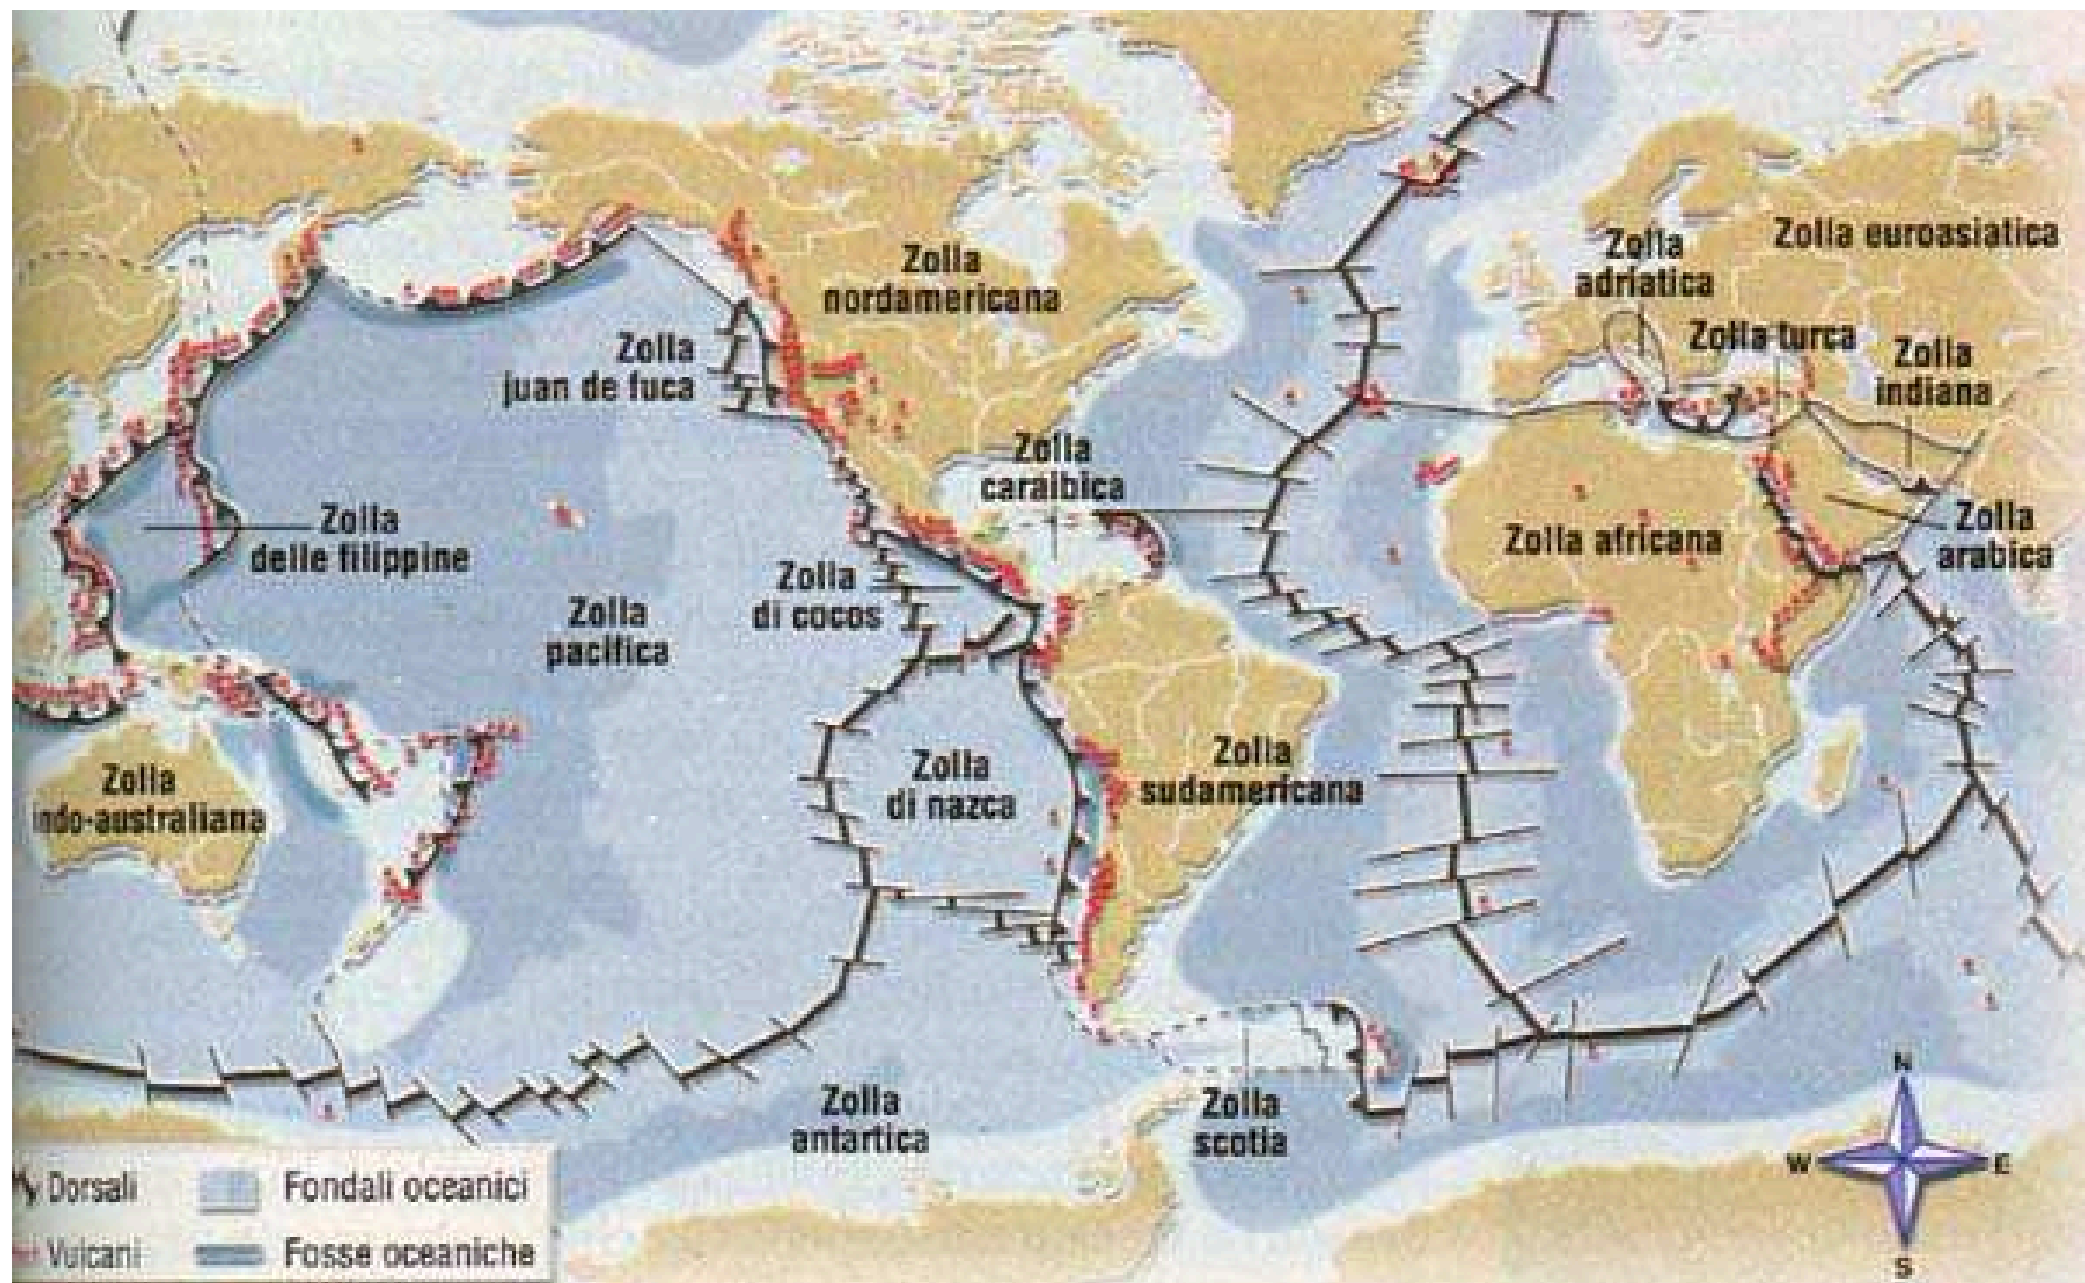 Zolla
nordamericana
Zolla
adriatica
Zolla euroasiatica
Zolla turca
Zolla
indiana
Zolla
juan de fuca
Zolla
caraibica
Zolla
delle filippine
Zolla
pacifica
Zolla
di cocos
Zolla africana
Zolla
arabica
Zolla
indo-australiana
Zolla
di nazca
Zolla
sudamericana
Zolla
antartica
Zolla
scotia
N
W
E
S
Dorsali
Fondali oceanici
Vulcani
Fosse oceaniche